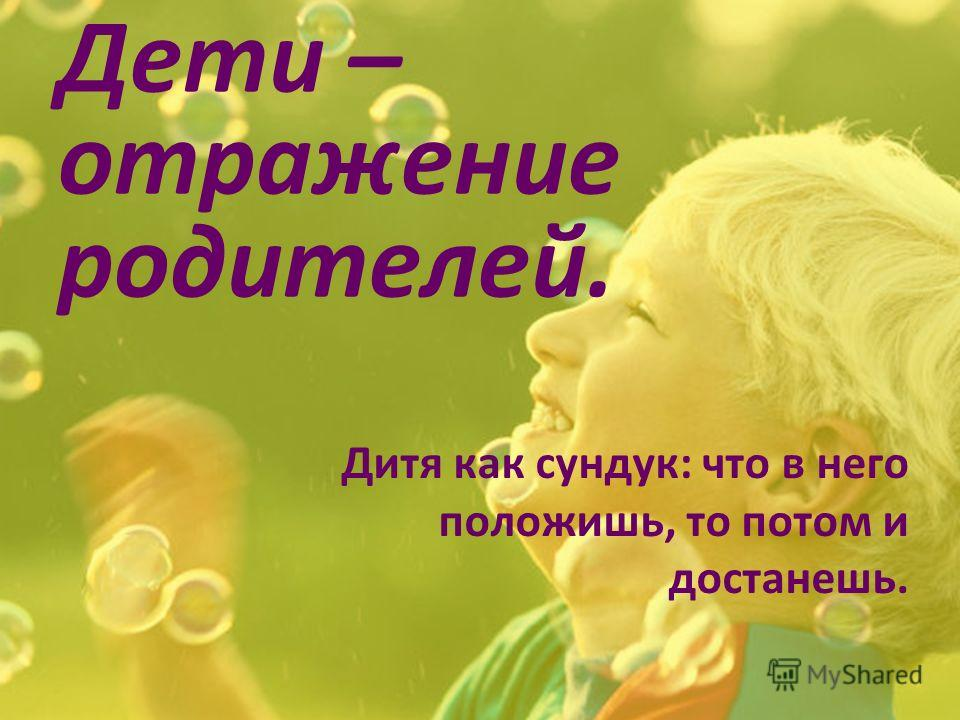 Дети –
отражение
родителей.
Дитя как сундук: что в него
положишь, то потом и
достанешь.
MyShared